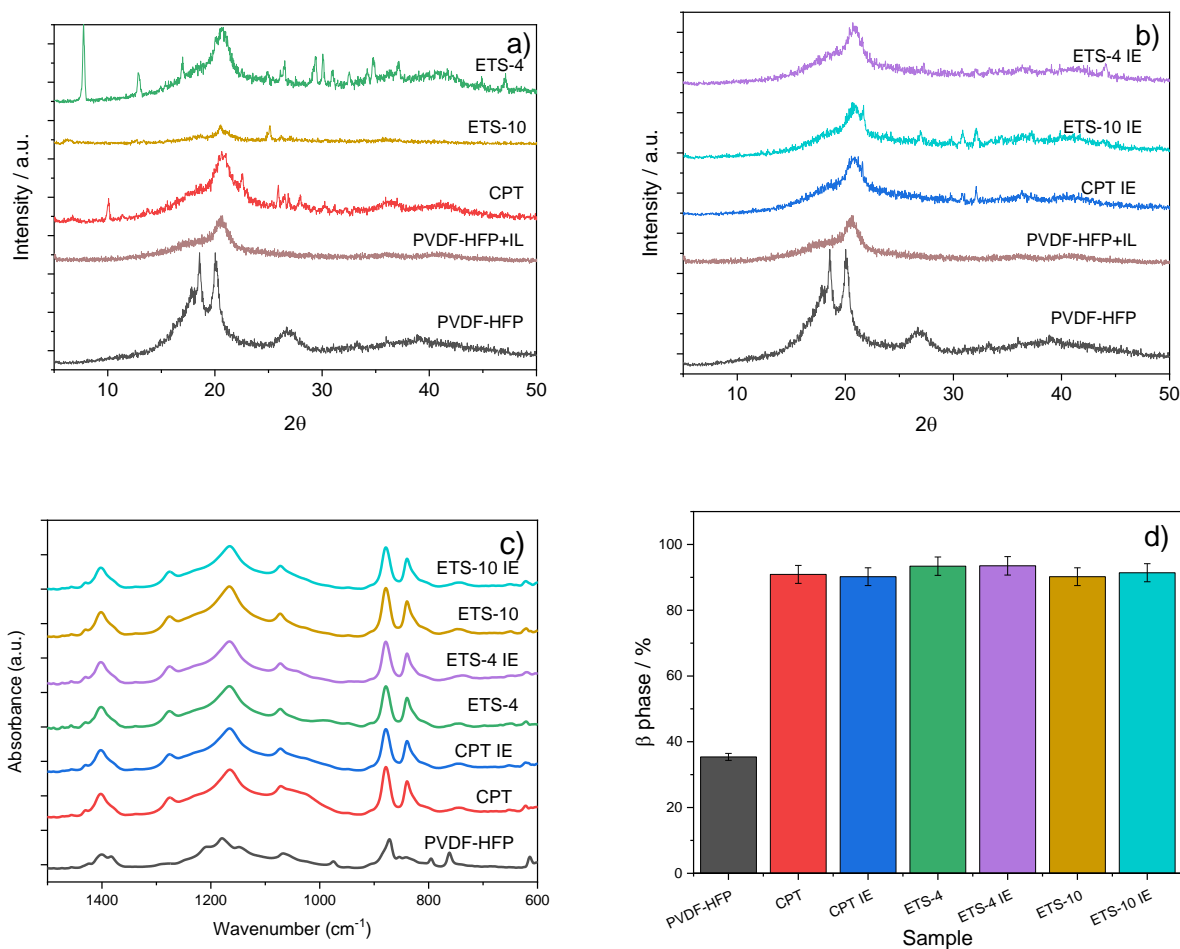 a)
ETS-4
ETS-10
CPT
PVDF-HFP+IL
PVDF-HFP
Intensity / a.u.
10 20 30 40 50
2θ
b)
ETS-4 IE
ETS-10 IE
CPT IE
PVDF-HFP+IL
PVDF-HFP
Intensity / a.u.
10 20 30 40 50
2θ
c)
ETS-10 IE
ETS-10
ETS-4 IE
ETS-4
CPT IE
CPT
PVDF-HFP
Absorbance (a.u.)
1400 1200 1000 800 600
Wavenumber (cm⁻¹)
d)
100
80
60
40
20
0
β phase / %
PVDF-HFP CPT CPT IE ETS-4 ETS-4 IE ETS-10 ETS-10 IE
Sample